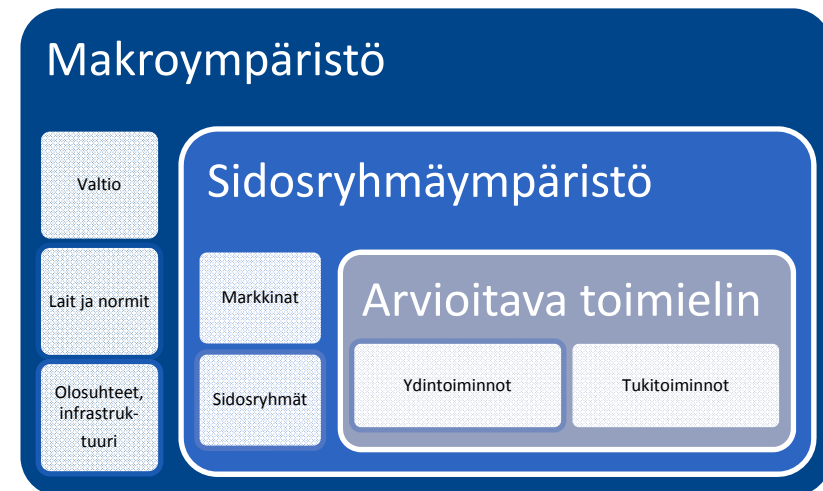 Makroympäristö
Valtio
Lait ja normit
Olosuhteet,
infrastruk-
tuuri
Sidosryhmäympäristö
Markkinat
Sidosryhmät
Arvioitava toimielin
Ydintoiminnot
Tukitoiminnot